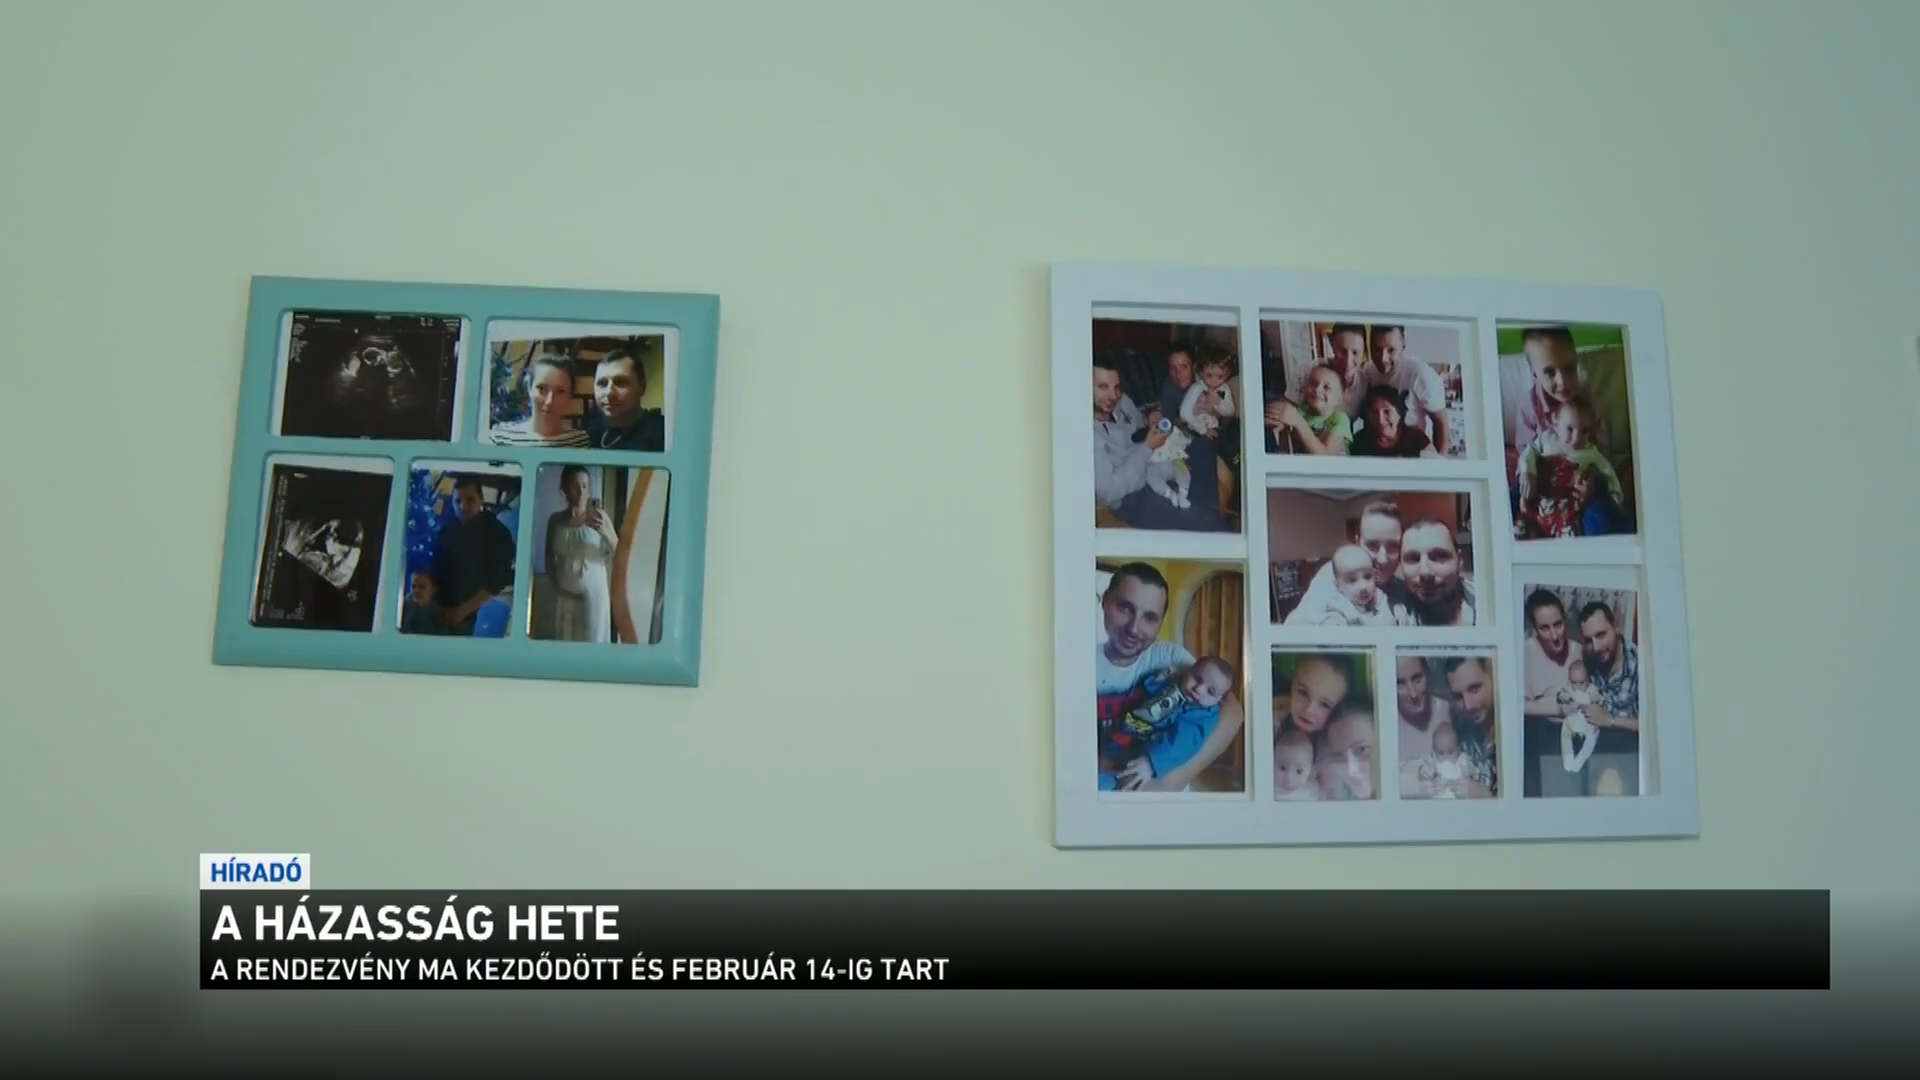 HÍRADÓ
A HÁZASSÁG HETE
A RENDEZVÉNY MA KEZDŐDÖTT ÉS FEBRUÁR 14-IG TART